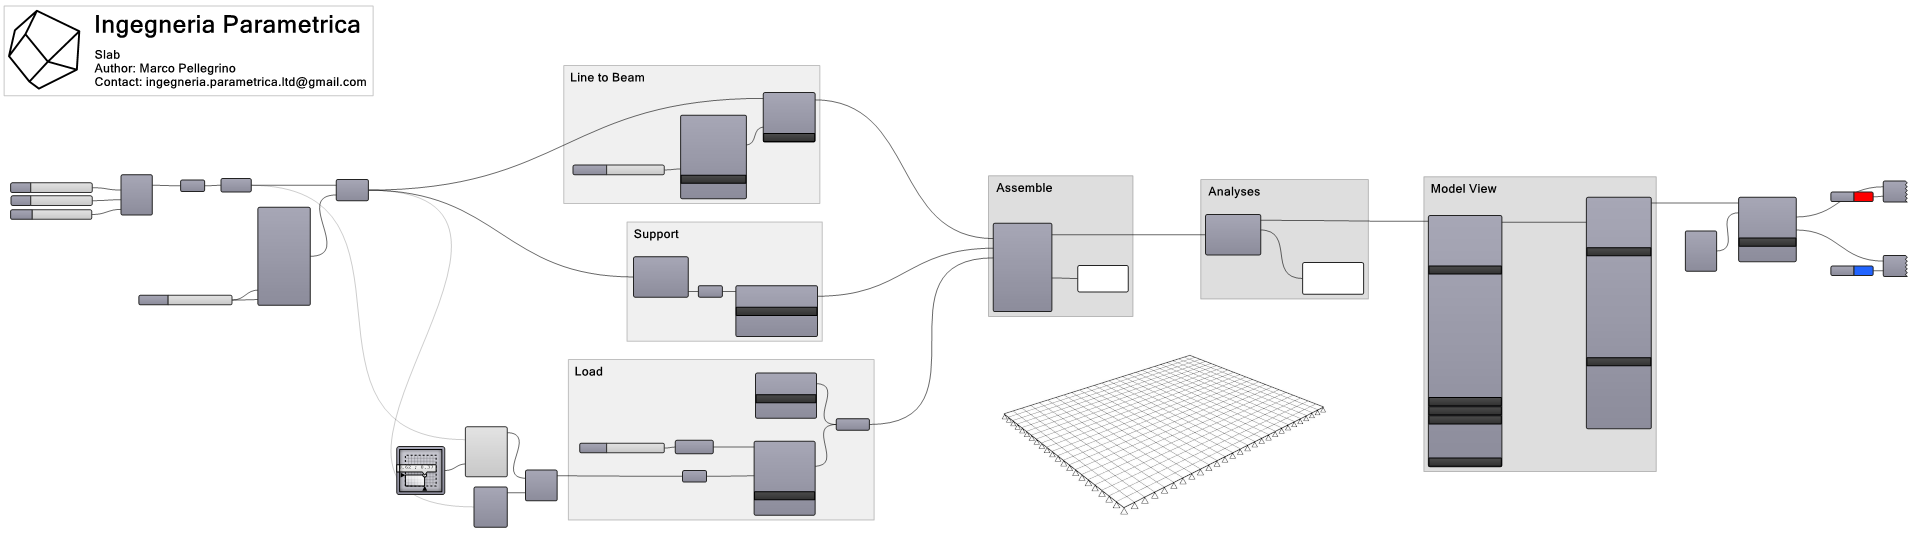 Ingegneria Parametrica
Slab
Author: Marco Pellegrino
Contact: ingegneria.parametrica.ltd@gmail.com
Line to Beam
Support
Load
Assemble
Analyses
Model View